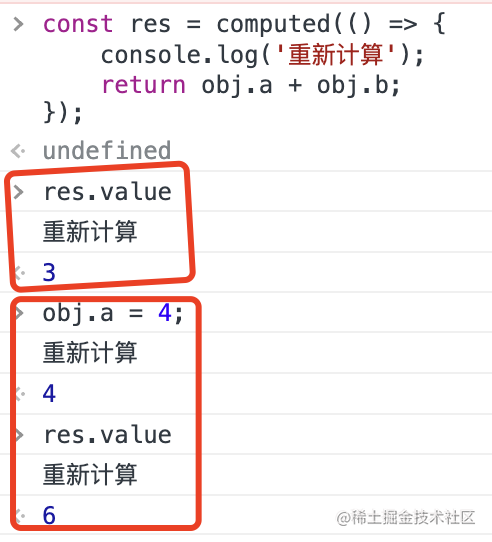 > const res = computed(() => {
    console.log('重新计算');
    return obj.a + obj.b;
});
undefined
> res.value
重新计算
3
> obj.a = 4;
重新计算
4
> res.value
重新计算
6
@稀土掘金技术社区